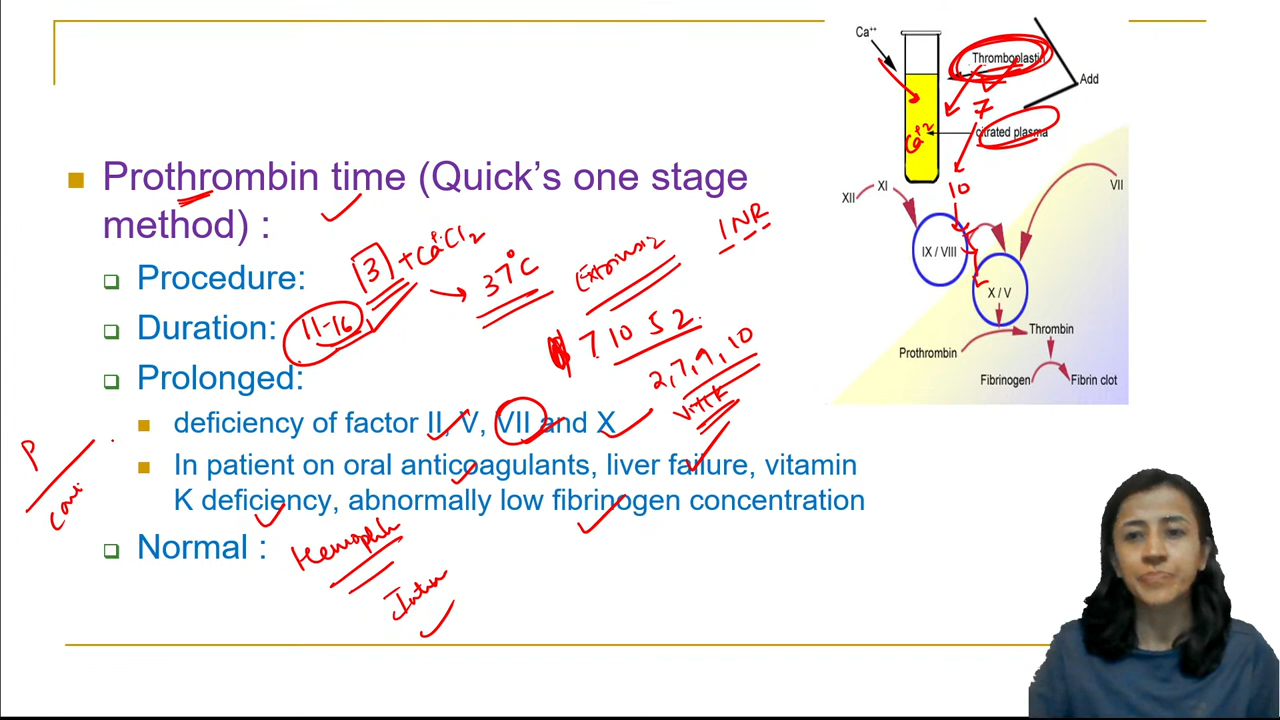 Prothrombin time (Quick's one stage
method) :
Procedure:
13 + CaCl2
37°C
Extrinsic
INR
Duration:
11-16
7 10 5 2
Prolonged:
2, 7, 9, 10
Vit K
deficiency of factor II, V, VII and X
In patient on oral anticoagulants, liver failure, vitamin
K deficiency, abnormally low fibrinogen concentration
P
Normal :
Ca++
Thromboplastin
Add
7
Ca+2
citrated plasma
10
XII
XI
VII
IX / VIII
X / V
Thrombin
Prothrombin
Fibrinogen
Fibrin clot